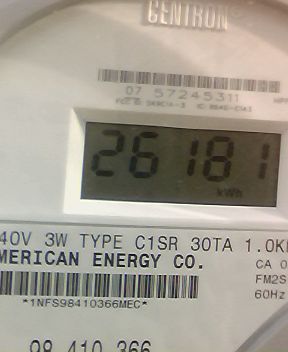 CENTRON
07 57245311
26181
kWh
40V 3W TYPE C1SR 30TA 1.0K
MERICAN ENERGY CO.
CA 0
FM2S
*1NFS98410366MEC*
60Hz
98 410 366